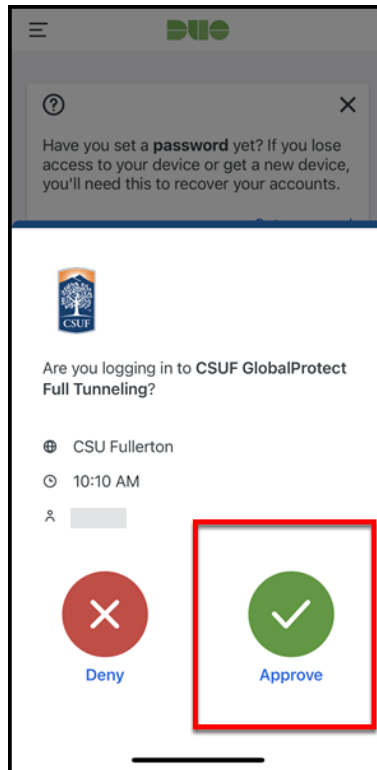 DUO
Have you set a password yet? If you lose
access to your device or get a new device,
you'll need this to recover your accounts.
CSUF
Are you logging in to CSUF GlobalProtect
Full Tunneling?
CSU Fullerton
10:10 AM
Deny
Approve